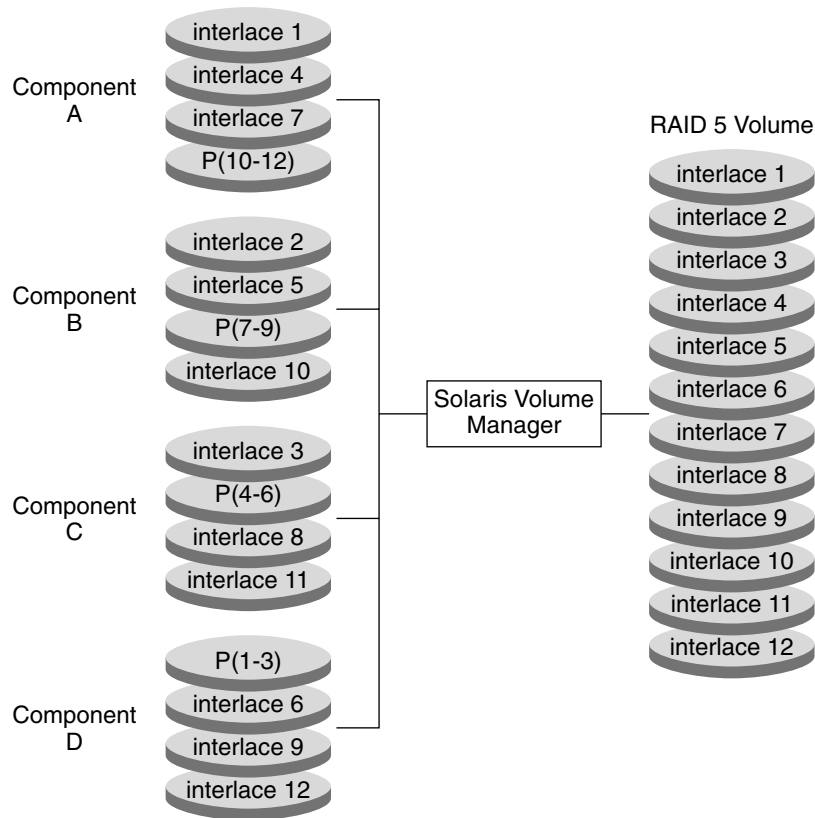 Component
A
interlace 1
interlace 4
interlace 7
P(10-12)
Component
B
interlace 2
interlace 5
P(7-9)
interlace 10
Component
C
interlace 3
P(4-6)
interlace 8
interlace 11
Component
D
P(1-3)
interlace 6
interlace 9
interlace 12
Solaris Volume
Manager
RAID 5 Volume
interlace 1
interlace 2
interlace 3
interlace 4
interlace 5
interlace 6
interlace 7
interlace 8
interlace 9
interlace 10
interlace 11
interlace 12